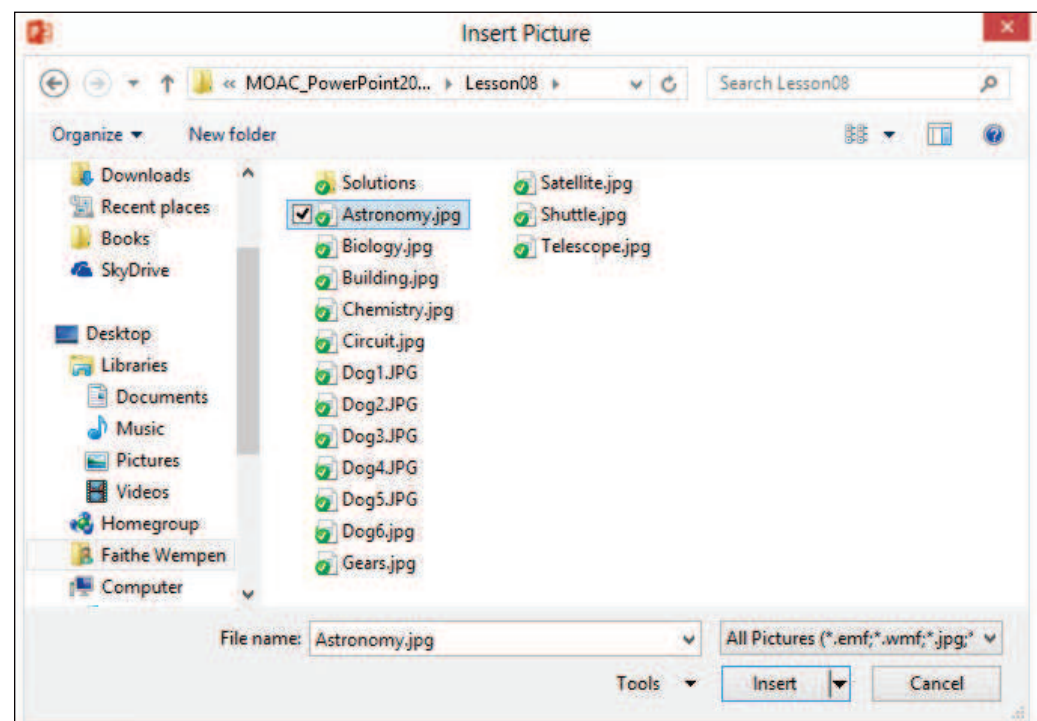 Insert Picture
« MOAC_PowerPoint20... Lesson08
Search Lesson08
Organize
New folder
Downloads
Recent places
Books
SkyDrive
Desktop
Libraries
Documents
Music
Pictures
Videos
Homegroup
Faithe Wempen
Computer
Solutions
Astronomy.jpg
Biology.jpg
Building.jpg
Chemistry.jpg
Circuit.jpg
Dog1.JPG
Dog2.JPG
Dog3.JPG
Dog4.JPG
Dog5.JPG
Dog6.jpg
Gears.jpg
Satellite.jpg
Shuttle.jpg
Telescope.jpg
File name: Astronomy.jpg
All Pictures (*.emf;*.wmf;*.jpg;*
Tools
Insert
Cancel